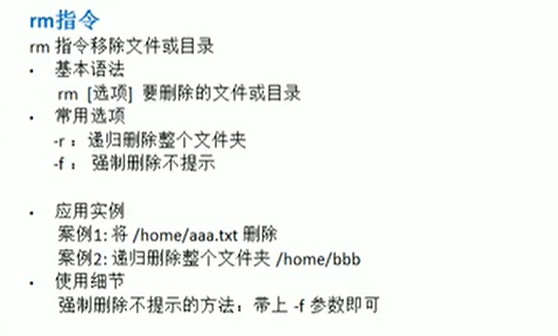 rm指令
rm 指令移除文件或目录
• 基本语法
rm [选项] 要删除的文件或目录
• 常用选项
-r ：递归删除整个文件夹
-f ： 强制删除不提示
• 应用实例
案例1: 将 /home/aaa.txt 删除
案例2: 递归删除整个文件夹 /home/bbb
• 使用细节
强制删除不提示的方法：带上 -f 参数即可